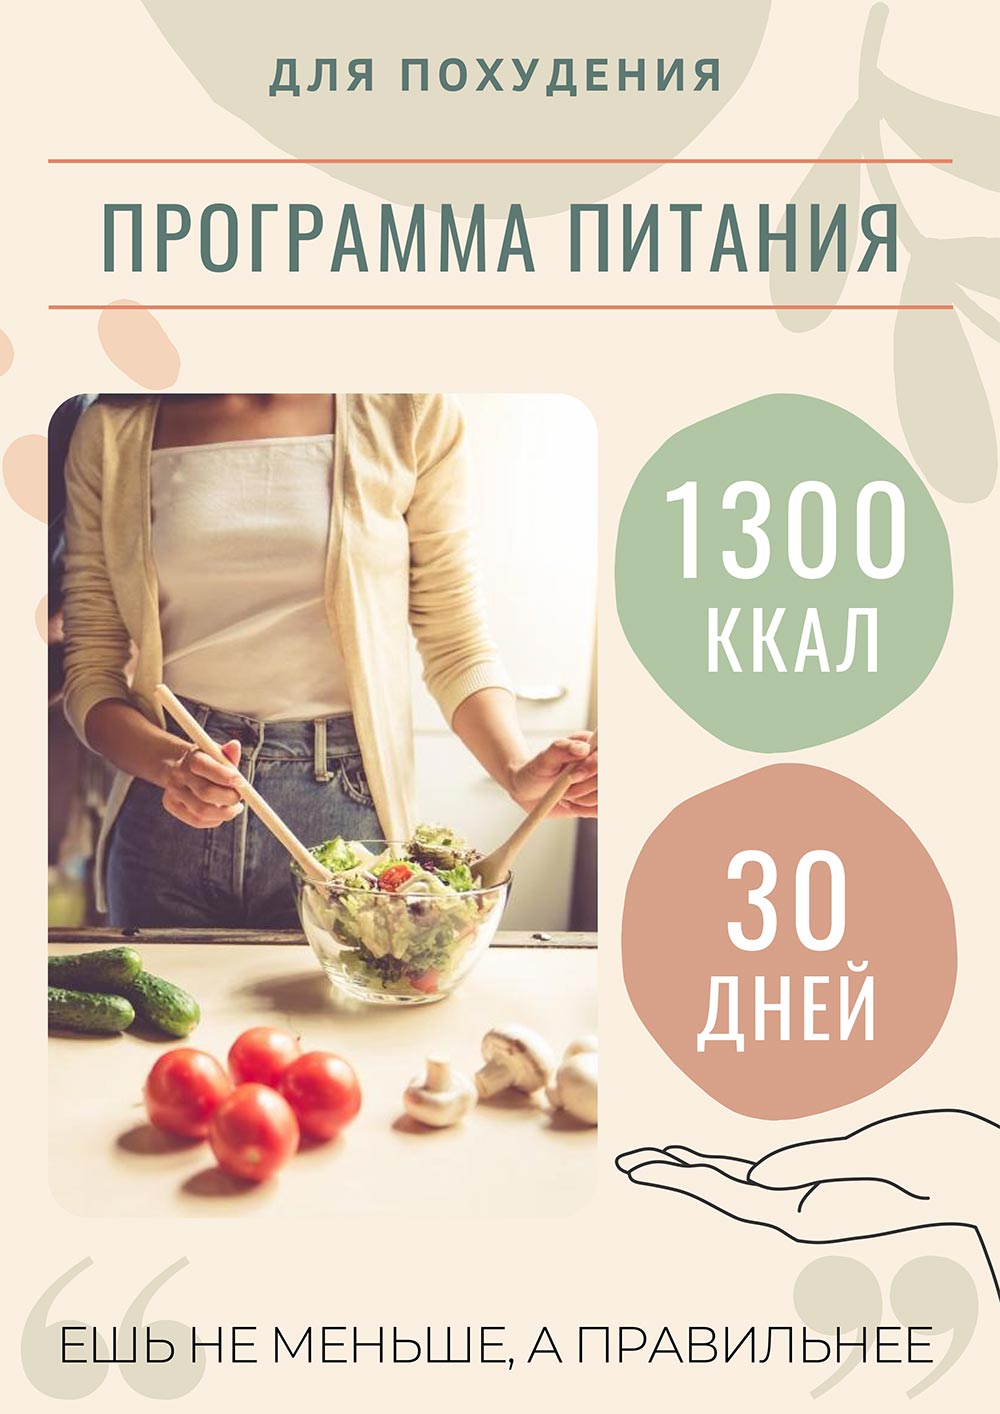 ДЛЯ ПОХУДЕНИЯ
ПРОГРАММА ПИТАНИЯ
1300
ККАЛ
30
ДНЕЙ
ЕШЬ НЕ МЕНЬШЕ, А ПРАВИЛЬНЕЕ